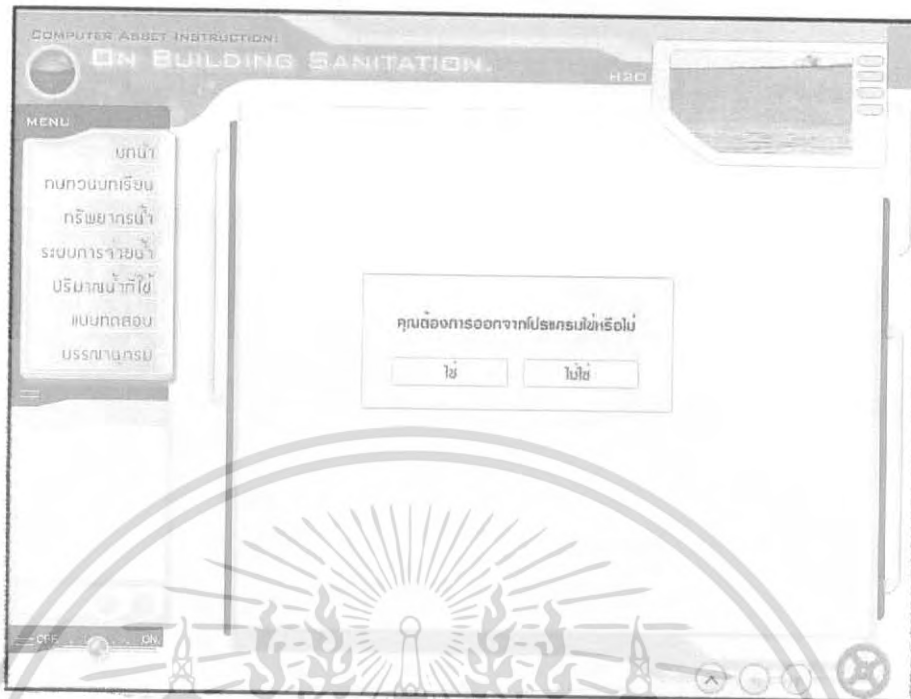 COMPUTER ASSET INSTRUCTION:
ON BUILDING SANITATION.
H2O
MENU
บทนำ
ทบทวนบทเรียน
ทรัพยากรน้ำ
ระบบการจ่ายน้ำ
ปริมาณน้ำที่ใช้
แบบทดสอบ
บรรณานุกรม
คุณต้องการออกจากโปรแกรมใช่หรือไม่
ใช่
ไม่ใช่
OFF
ON